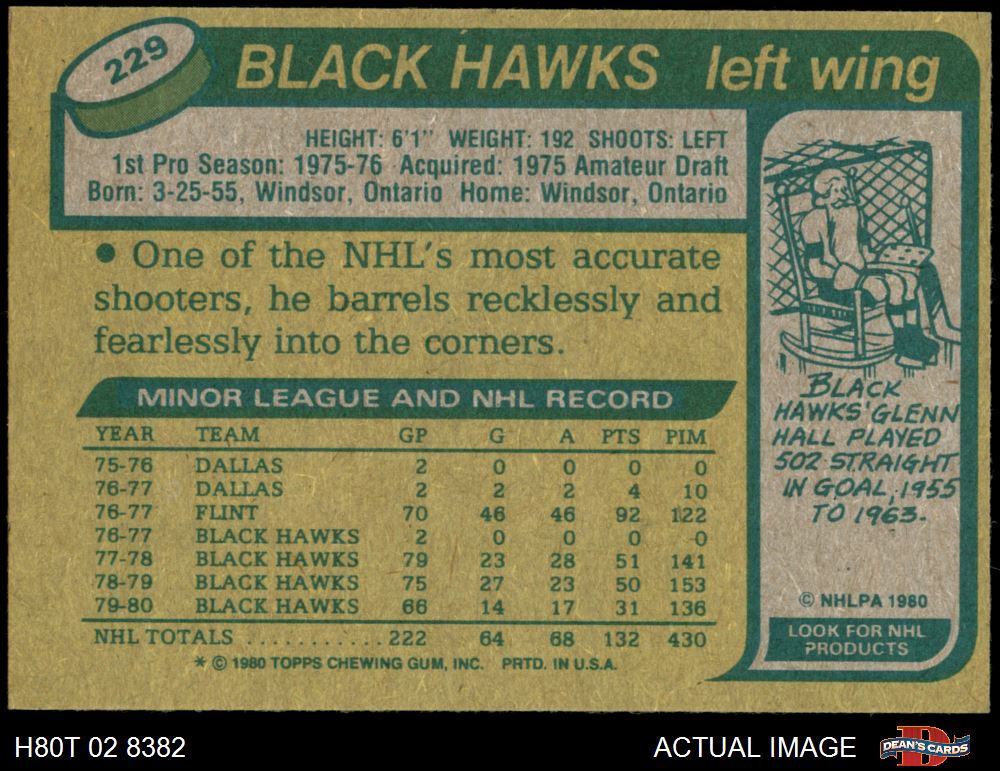 229
BLACK HAWKS left wing
HEIGHT: 6'1" WEIGHT: 192 SHOOTS: LEFT
1st Pro Season: 1975-76 Acquired: 1975 Amateur Draft
Born: 3-25-55, Windsor, Ontario Home: Windsor, Ontario
• One of the NHL's most accurate
shooters, he barrels recklessly and
fearlessly into the corners.
MINOR LEAGUE AND NHL RECORD
YEAR TEAM GP G A PTS PIM
75-76 DALLAS 2 0 0 0 0
76-77 DALLAS 2 2 2 4 10
76-77 FLINT 70 46 46 92 122
76-77 BLACK HAWKS 2 0 0 0 0
77-78 BLACK HAWKS 79 23 28 51 141
78-79 BLACK HAWKS 75 27 23 50 153
79-80 BLACK HAWKS 66 14 17 31 136
NHL TOTALS ........... 222 64 68 132 430
* © 1980 TOPPS CHEWING GUM, INC. PRTD. IN U.S.A.
BLACK
HAWKS' GLENN
HALL PLAYED
502 STRAIGHT
IN GOAL, 1955
TO 1963.
© NHLPA 1980
LOOK FOR NHL
PRODUCTS
H80T 02 8382 ACTUAL IMAGE
DEAN'S CARDS